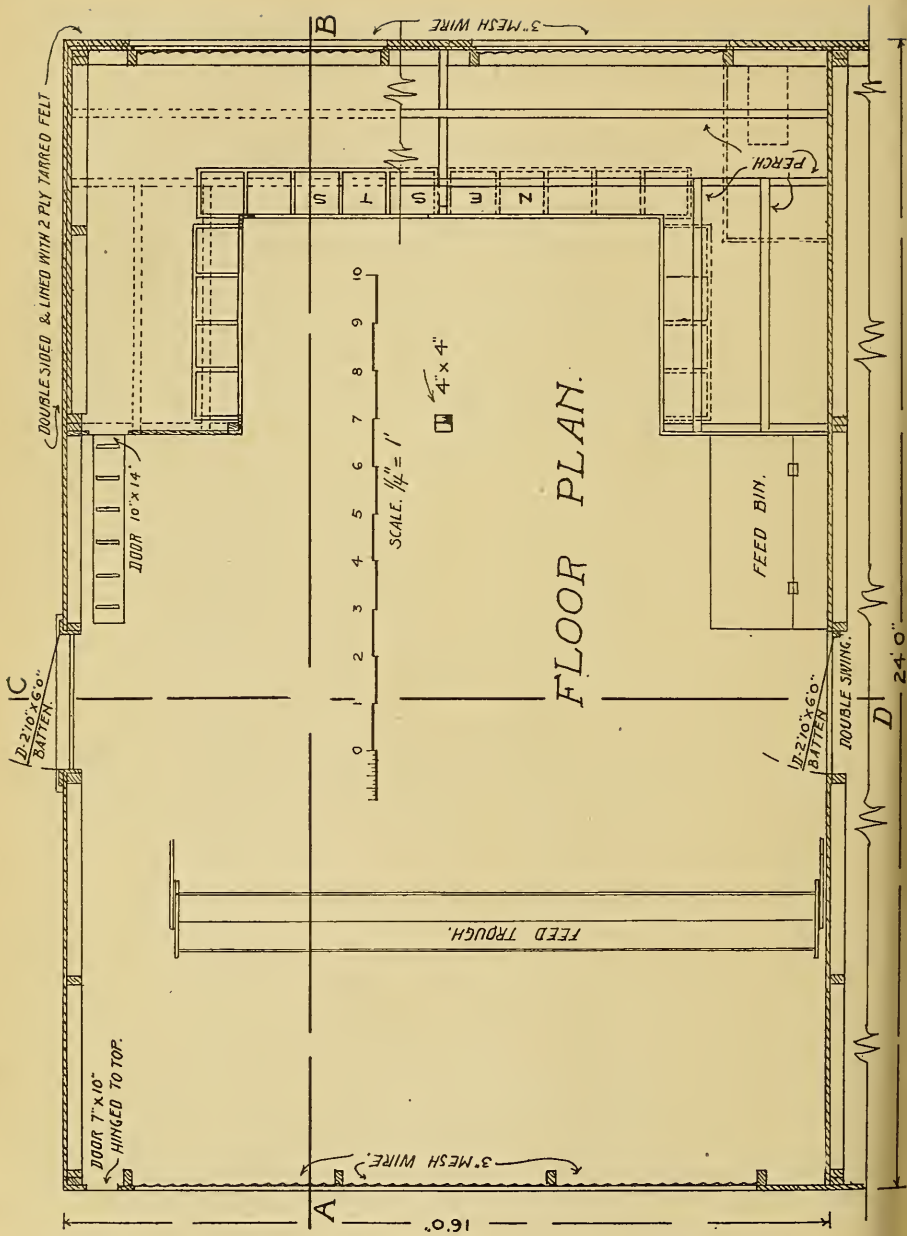 DOUBLE SIDED & LINED WITH 2 PLY TARRED FELT
B
3" MESH WIRE
C
D-2'10"X6'0"
BATTEN.
DOOR 10"X14"
NESTS
PERCH.
10
9
8
7
6
5
4
3
2
1
0
SCALE. 1/4" = 1'
4" X 4"
FLOOR PLAN.
FEED BIN.
D-2'10"X6'0"
BATTEN
DOUBLE SIDING.
D
24'0"
FEED TROUGH.
DOOR 7"X10"
HINGED TO TOP.
3" MESH WIRE.
A
16'0"